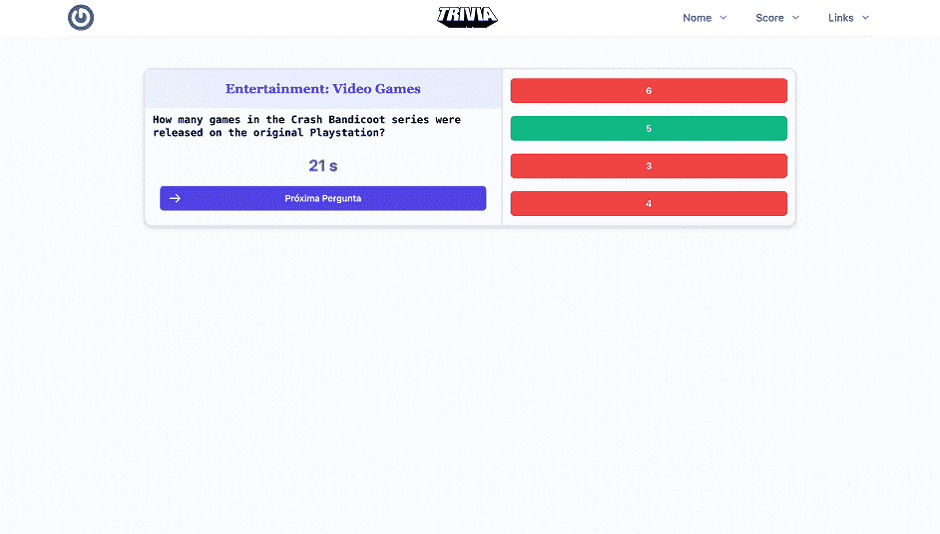 TRIVIA
Nome
Score
Links
Entertainment: Video Games
How many games in the Crash Bandicoot series were
released on the original Playstation?
21 s
Próxima Pergunta
6
5
3
4